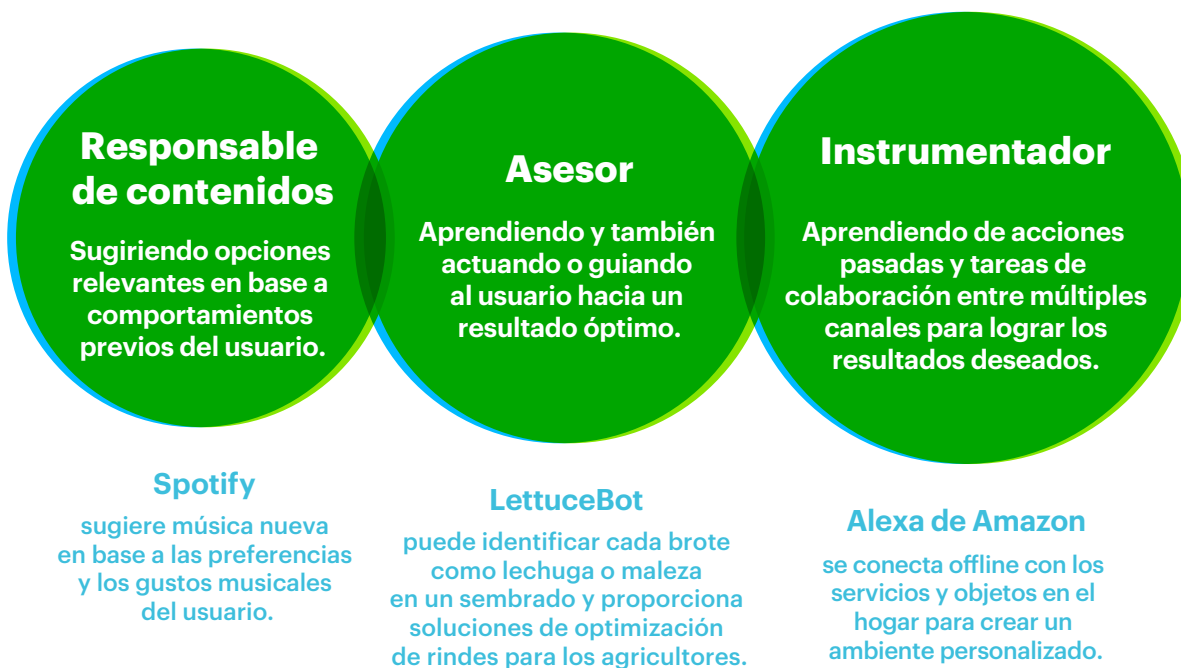 Responsable
de contenidos
Sugiriendo opciones
relevantes en base a
comportamientos
previos del usuario.
Asesor
Aprendiendo y también
actuando o guiando
al usuario hacia un
resultado óptimo.
Instrumentador
Aprendiendo de acciones
pasadas y tareas de
colaboración entre múltiples
canales para lograr los
resultados deseados.
Spotify
sugiere música nueva
en base a las preferencias
y los gustos musicales
del usuario.
LettuceBot
puede identificar cada brote
como lechuga o maleza
en un sembrado y proporciona
soluciones de optimización
de rindes para los agricultores.
Alexa de Amazon
se conecta offline con los
servicios y objetos en el
hogar para crear un
ambiente personalizado.